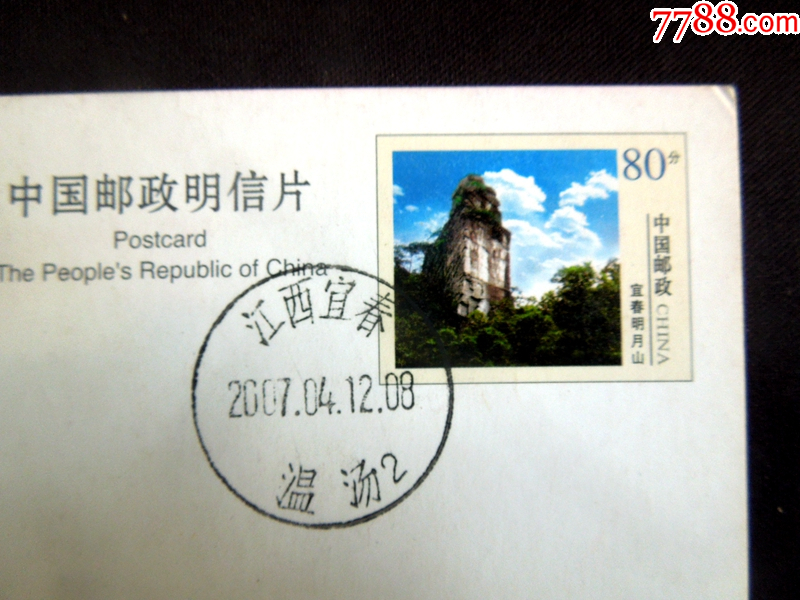 7788.com
中国邮政明信片
Postcard
The People's Republic of China
80分
中国邮政 CHINA
宜春明月山
江西宜春
2007.04.12.08
温汤2